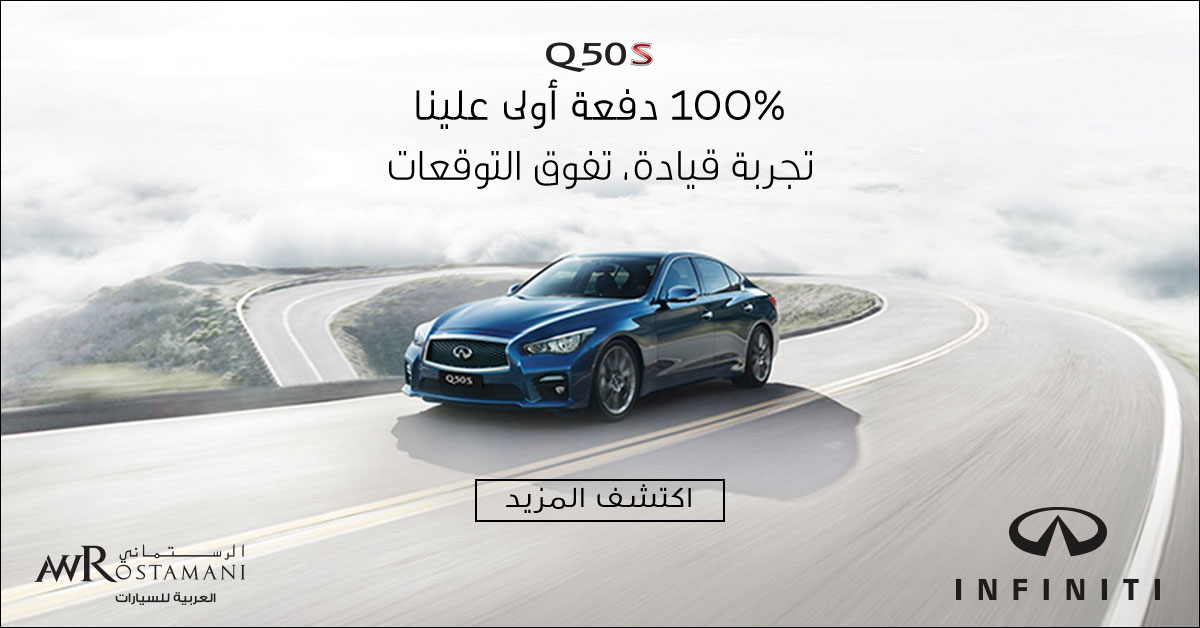 Q50S
100% دفعة أولى علينا
تجربة قيادة، تفوق التوقعات
Q50S
اكتشف المزيد
الرستماني
AWROSTAMANI
العربية للسيارات
INFINITI